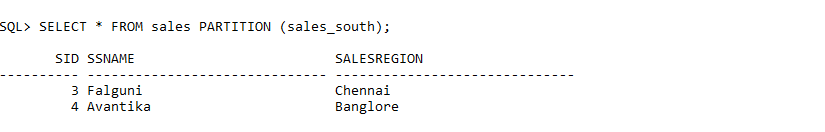 SQL> SELECT * FROM sales PARTITION (sales_south);
       SID SSNAME                         SALESREGION
---------- ------------------------------ ------------------------------
         3 Falguni                        Chennai
         4 Avantika                       Banglore